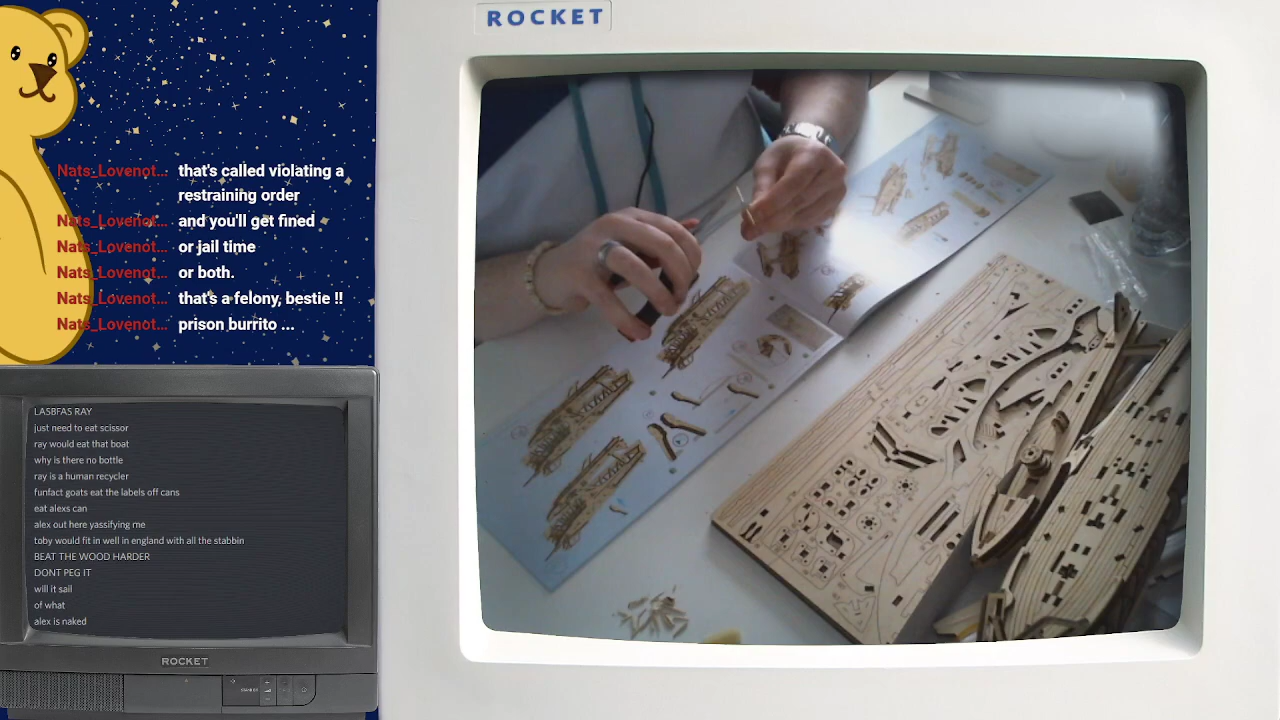 ROCKET
Nats_Lovenot... that's called violating a
restraining order
Nats_Lovenot... and you'll get fined
Nats_Lovenot... or jail time
Nats_Lovenot... or both.
Nats_Lovenot... that's a felony, bestie !!
Nats_Lovenot... prison burrito ...
LASBFAS RAY
just need to eat scissor
ray would eat that boat
why is there no bottle
ray is a human recycler
funfact goats eat the labels off cans
eat alexs can
alex out here yassifying me
toby would fit in well in england with all the stabbin
BEAT THE WOOD HARDER
DONT PEG IT
will it sail
of what
alex is naked
ROCKET